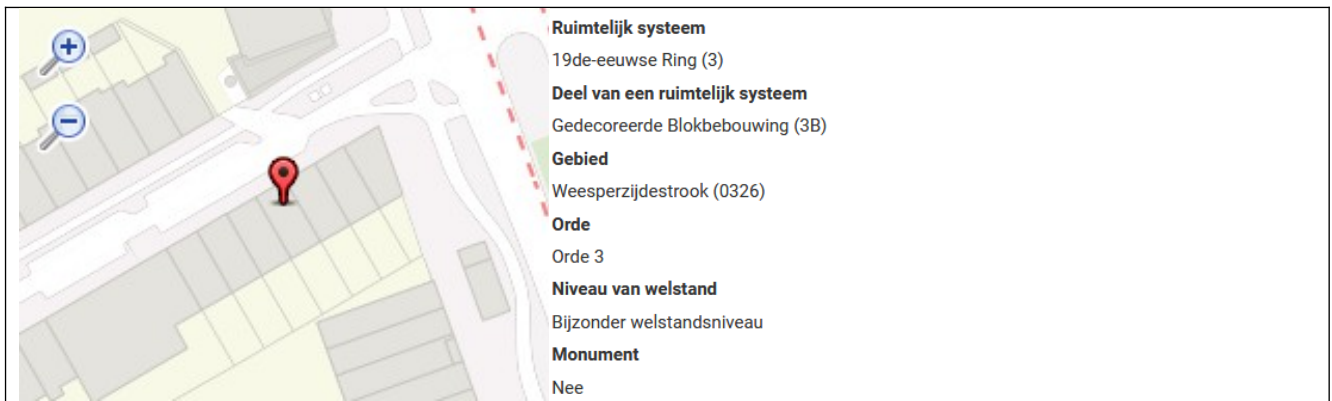 Ruimtelijk systeem
19de-eeuwse Ring (3)
Deel van een ruimtelijk systeem
Gedecoreerde Blokbebouwing (3B)
Gebied
Weesperzijdestrook (0326)
Orde
Orde 3
Niveau van welstand
Bijzonder welstandsniveau
Monument
Nee